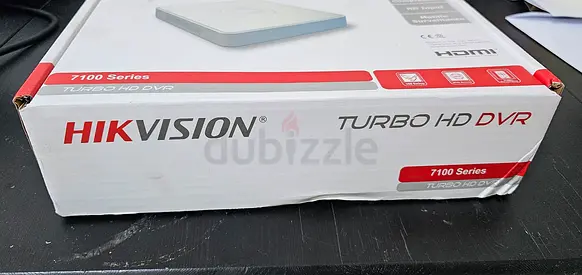 HDMI
7100 Series
TURBO HD DVR
HIKVISION®
TURBO HD DVR
dubizzle
7100 Series
TURBO HD DVR